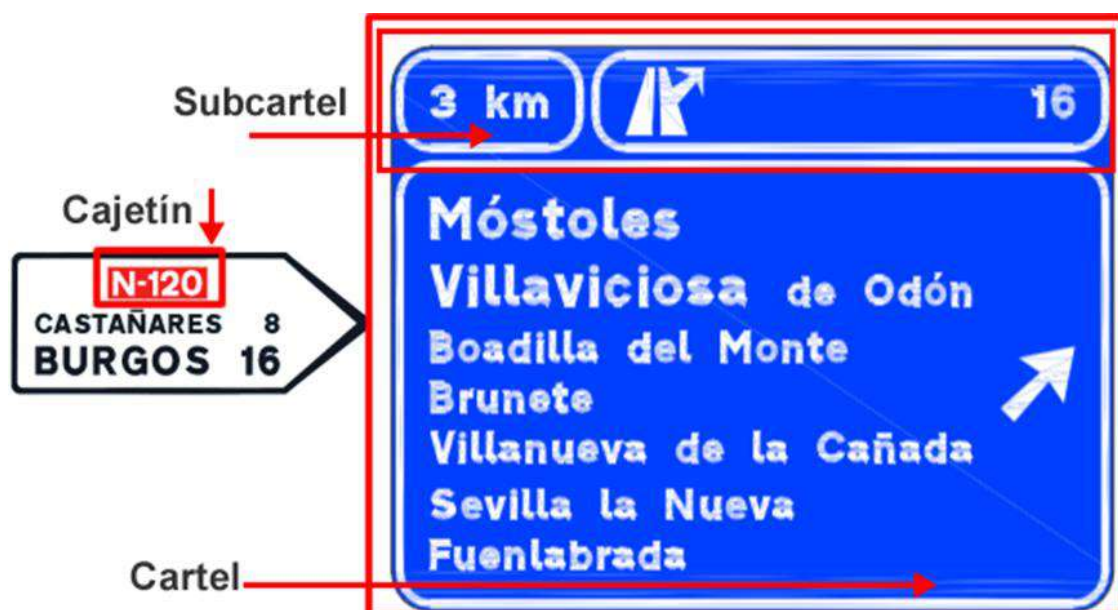 Subcartel
3 km
16
Cajetín
N-120
CASTAÑARES 8
BURGOS 16
Móstoles
Villaviciosa de Odón
Boadilla del Monte
Brunete
Villanueva de la Cañada
Sevilla la Nueva
Fuenlabrada
Cartel